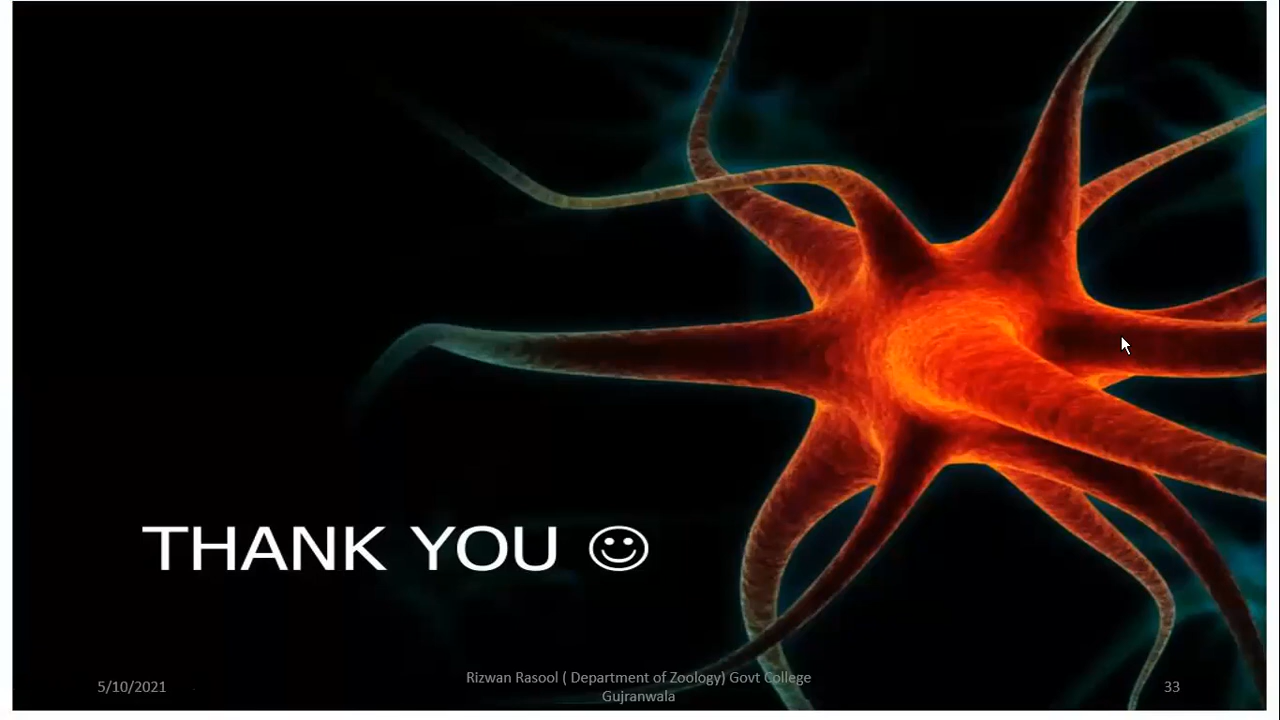 THANK YOU ☺
5/10/2021
Rizwan Rasool ( Department of Zoology) Govt College
Gujranwala
33